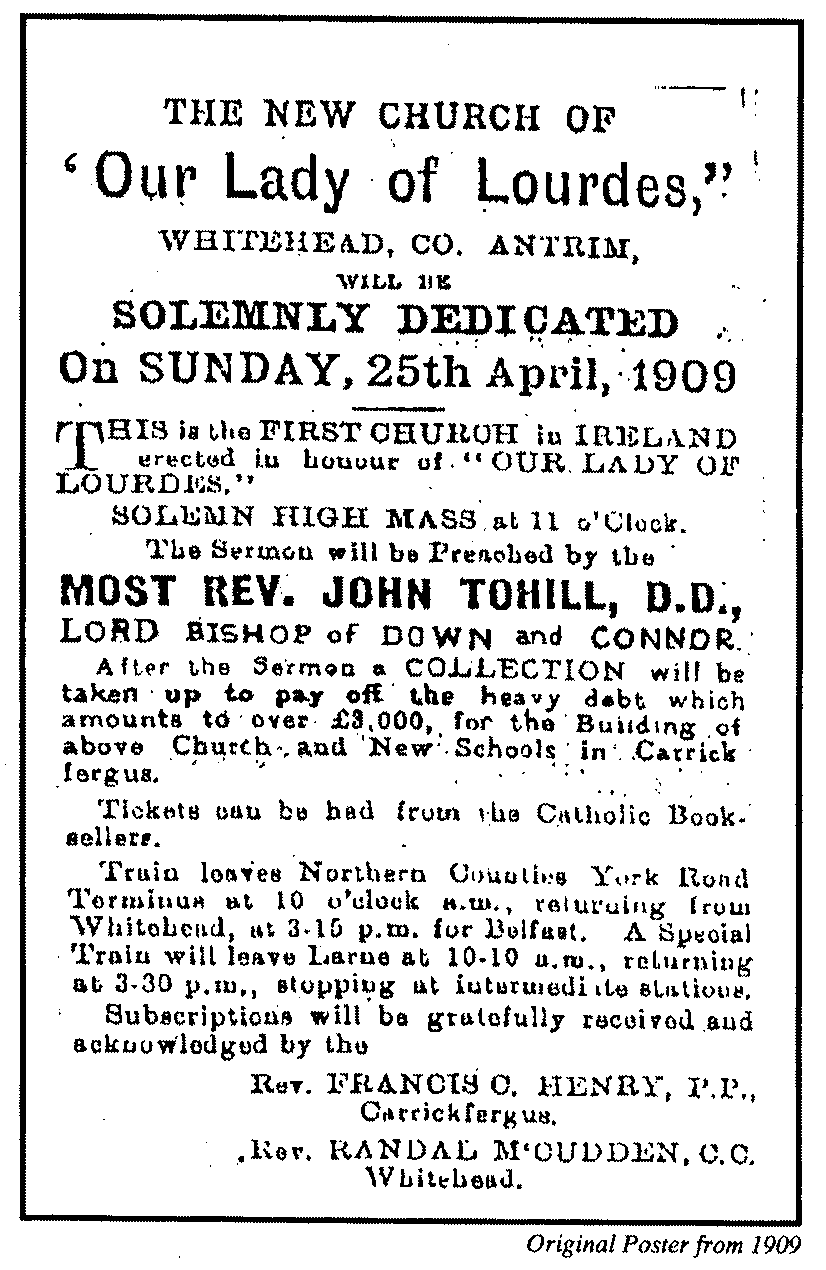 THE NEW CHURCH OF
‘Our Lady of Lourdes,”
WHITEHEAD, CO. ANTRIM,
WILL BE
SOLEMNLY DEDICATED
On SUNDAY, 25th April, 1909
THIS is the FIRST CHURCH in IRELAND
erected in honour of “OUR LADY OF
LOURDES.”
SOLEMN HIGH MASS at 11 o'Clock.
The Sermon will be Preached by the
MOST REV. JOHN TOHILL, D.D.,
LORD BISHOP of DOWN and CONNOR.
After the Sermon a COLLECTION will be
taken up to pay off the heavy debt which
amounts to over £3,000, for the Building of
above Church and New Schools in Carrick
fergus.
Tickets can be had from the Catholic Book-
sellers.
Train leaves Northern Counties York Road
Terminus at 10 o'clock a.m., returning from
Whitehead, at 3-15 p.m. for Belfast. A Special
Train will leave Larne at 10-10 a.m., returning
at 3-30 p.m., stopping at intermediate stations.
Subscriptions will be gratefully received and
acknowledged by the
Rev. FRANCIS C. HENRY, P.P.,
Carrickfergus.
Rev. RANDAL M‘CUDDEN, C.C.
Whitehead.
Original Poster from 1909